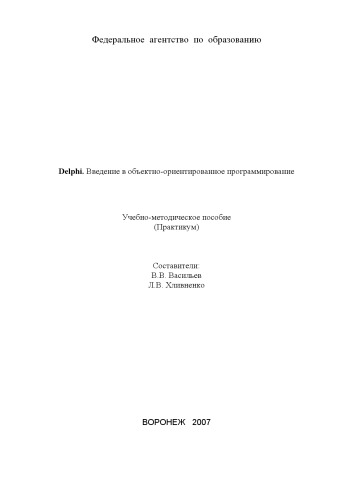 Федеральное агентство по образованию
Delphi. Введение в объектно-ориентированное программирование
Учебно-методическое пособие
(Практикум)
Составители:
В.В. Васильев
Л.В. Хливненко
ВОРОНЕЖ 2007